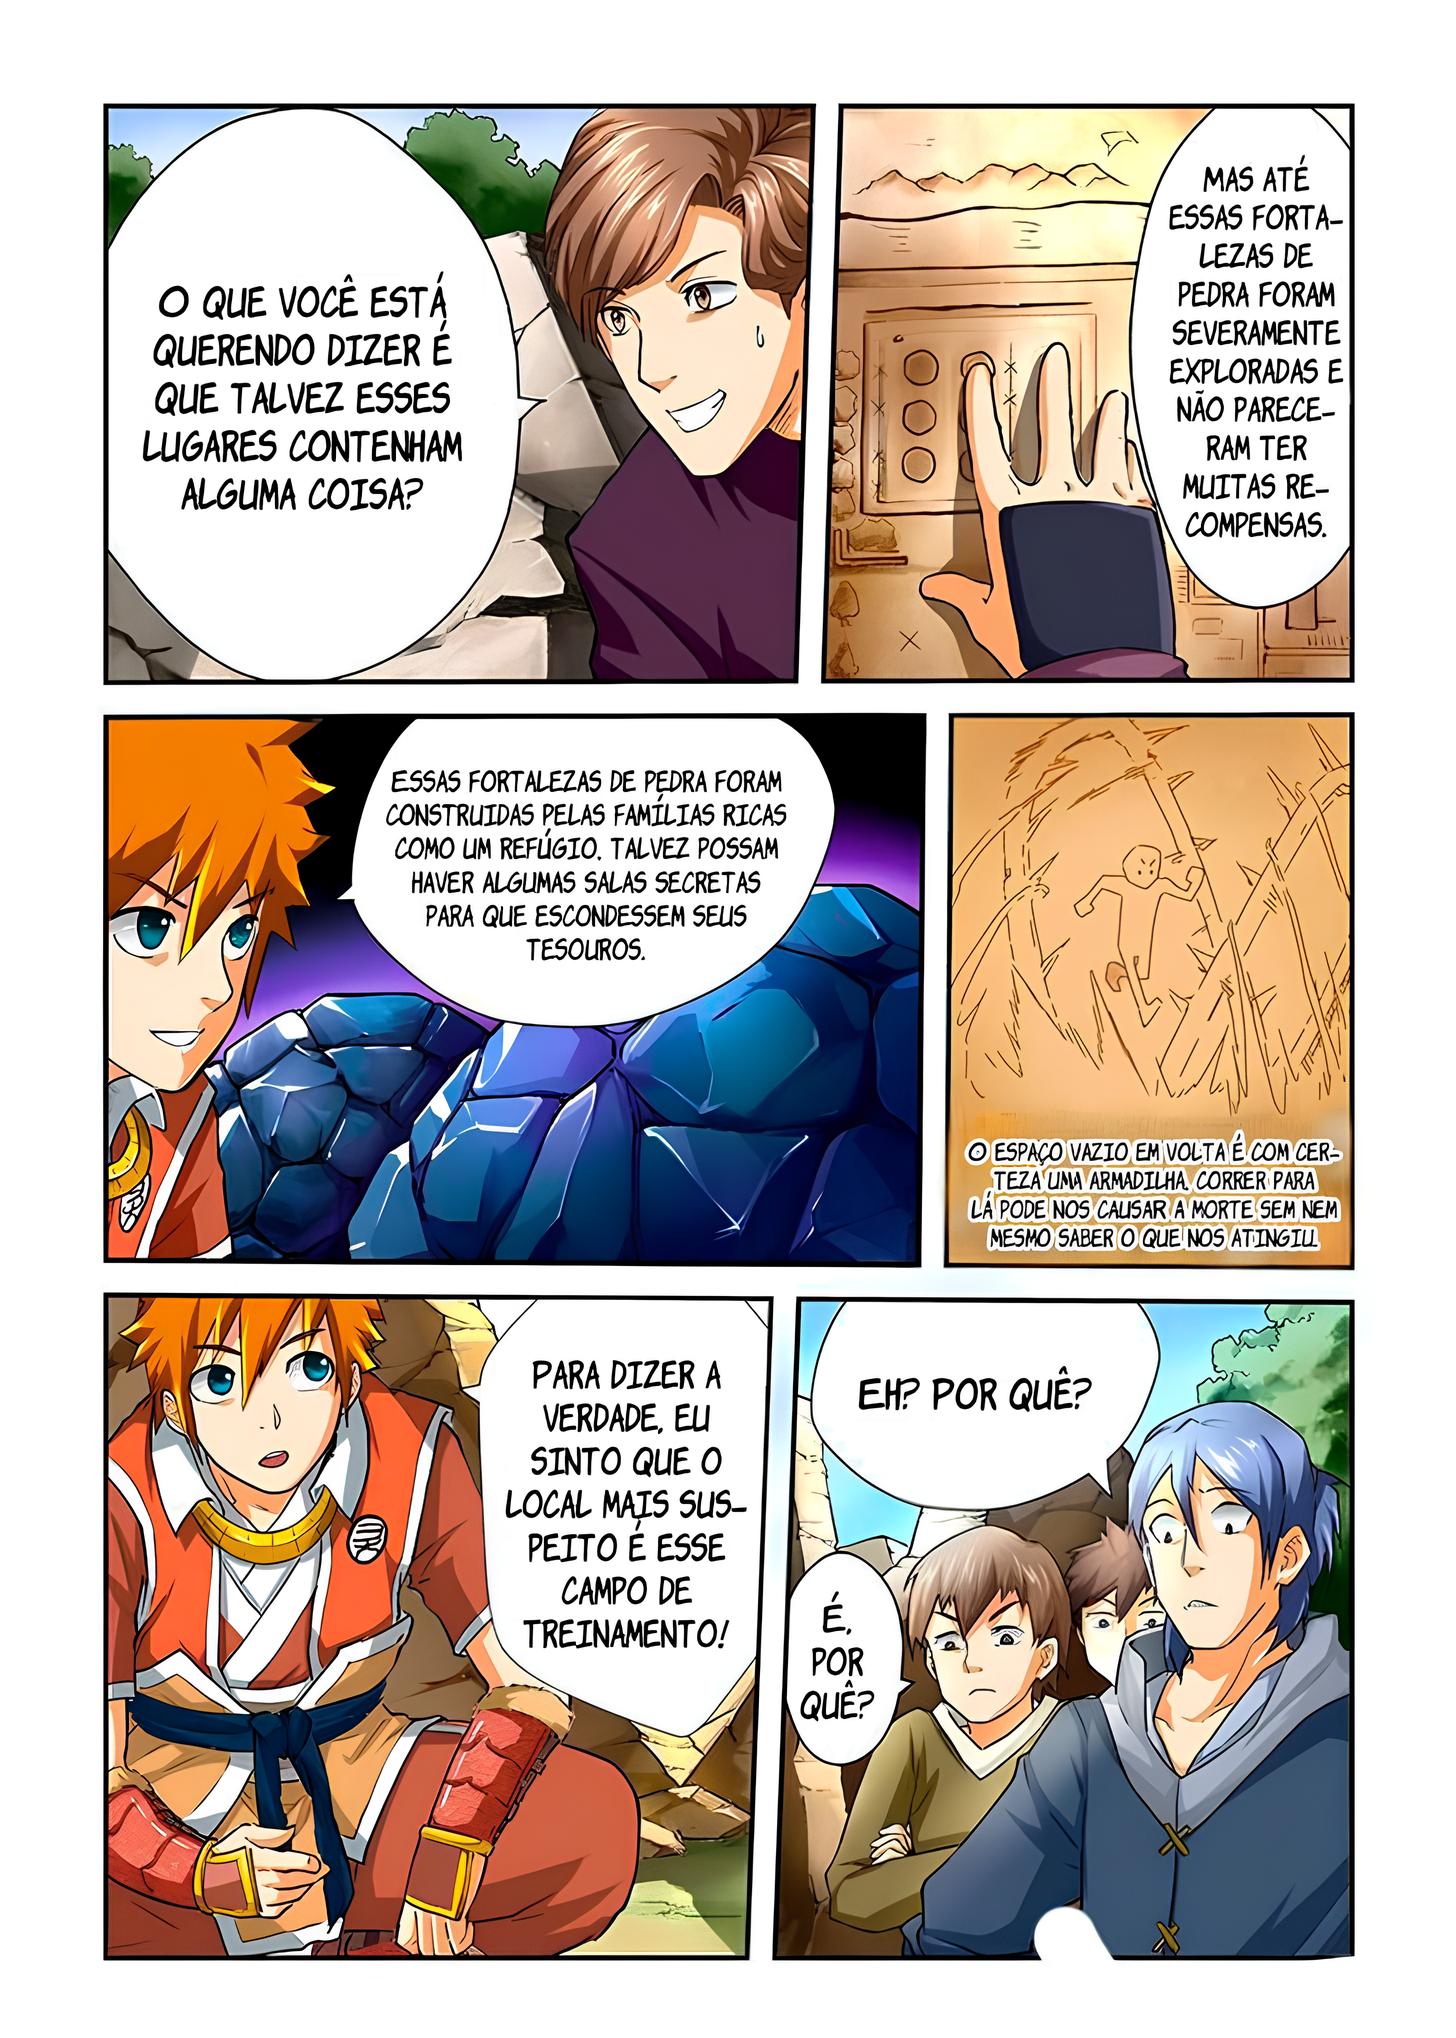 O QUE VOCÊ ESTÁ
QUERENDO DIZER É
QUE TALVEZ ESSES
LUGARES CONTENHAM
ALGUMA COISA?
MAS ATÉ
ESSAS FORTA-
LEZAS DE
PEDRA FORAM
SEVERAMENTE
EXPLORADAS E
NÃO PARECE-
RAM TER
MUITAS RE-
COMPENSAS.
ESSAS FORTALEZAS DE PEDRA FORAM
CONSTRUIDAS PELAS FAMÍLIAS RICAS
COMO UM REFÚGIO. TALVEZ POSSAM
HAVER ALGUMAS SALAS SECRETAS
PARA QUE ESCONDESSEM SEUS
TESOUROS.
O ESPAÇO VAZIO EM VOLTA É COM CER-
TEZA UMA ARMADILHA. CORRER PARA
LÁ PODE NOS CAUSAR A MORTE SEM NEM
MESMO SABER O QUE NOS ATINGIU.
PARA DIZER A
VERDADE, EU
SINTO QUE O
LOCAL MAIS SUS-
PEITO É ESSE
CAMPO DE
TREINAMENTO!
EH? POR QUÊ?
É,
POR
QUÊ?